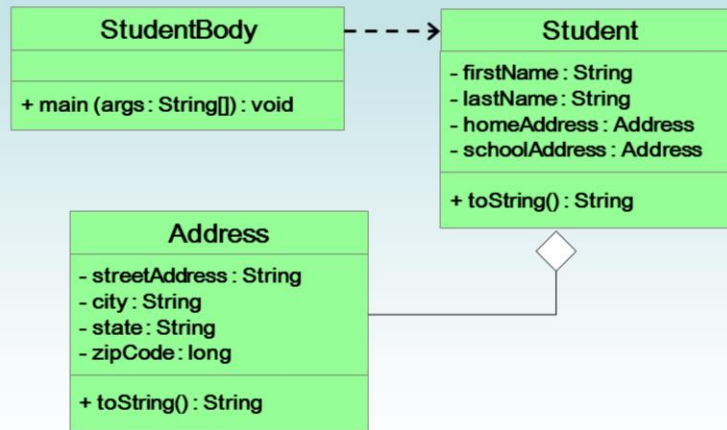 StudentBody
+ main (args : String[]) : void
Student
- firstName : String
- lastName : String
- homeAddress : Address
- schoolAddress : Address
+ toString() : String
Address
- streetAddress : String
- city : String
- state : String
- zipCode : long
+ toString() : String